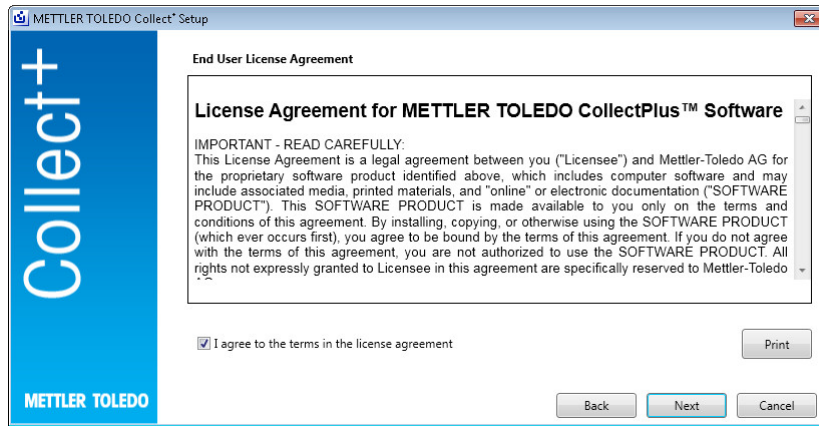 METTLER TOLEDO Collect+ Setup
Collect+
End User License Agreement
License Agreement for METTLER TOLEDO CollectPlus™ Software
IMPORTANT - READ CAREFULLY:
This License Agreement is a legal agreement between you ("Licensee") and Mettler-Toledo AG for
the proprietary software product identified above, which includes computer software and may
include associated media, printed materials, and "online" or electronic documentation ("SOFTWARE
PRODUCT"). This SOFTWARE PRODUCT is made available to you only on the terms and
conditions of this agreement. By installing, copying, or otherwise using the SOFTWARE PRODUCT
(which ever occurs first), you agree to be bound by the terms of this agreement. If you do not agree
with the terms of this agreement, you are not authorized to use the SOFTWARE PRODUCT. All
rights not expressly granted to Licensee in this agreement are specifically reserved to Mettler-Toledo
I agree to the terms in the license agreement
Print
METTLER TOLEDO
Back
Next
Cancel